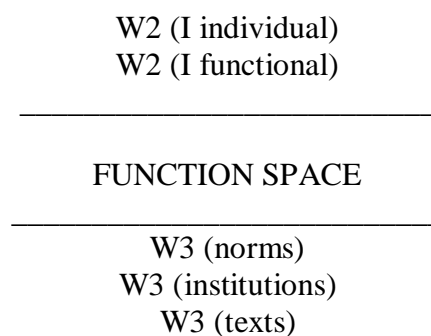 W2 (I individual)
W2 (I functional)
FUNCTION SPACE
W3 (norms)
W3 (institutions)
W3 (texts)